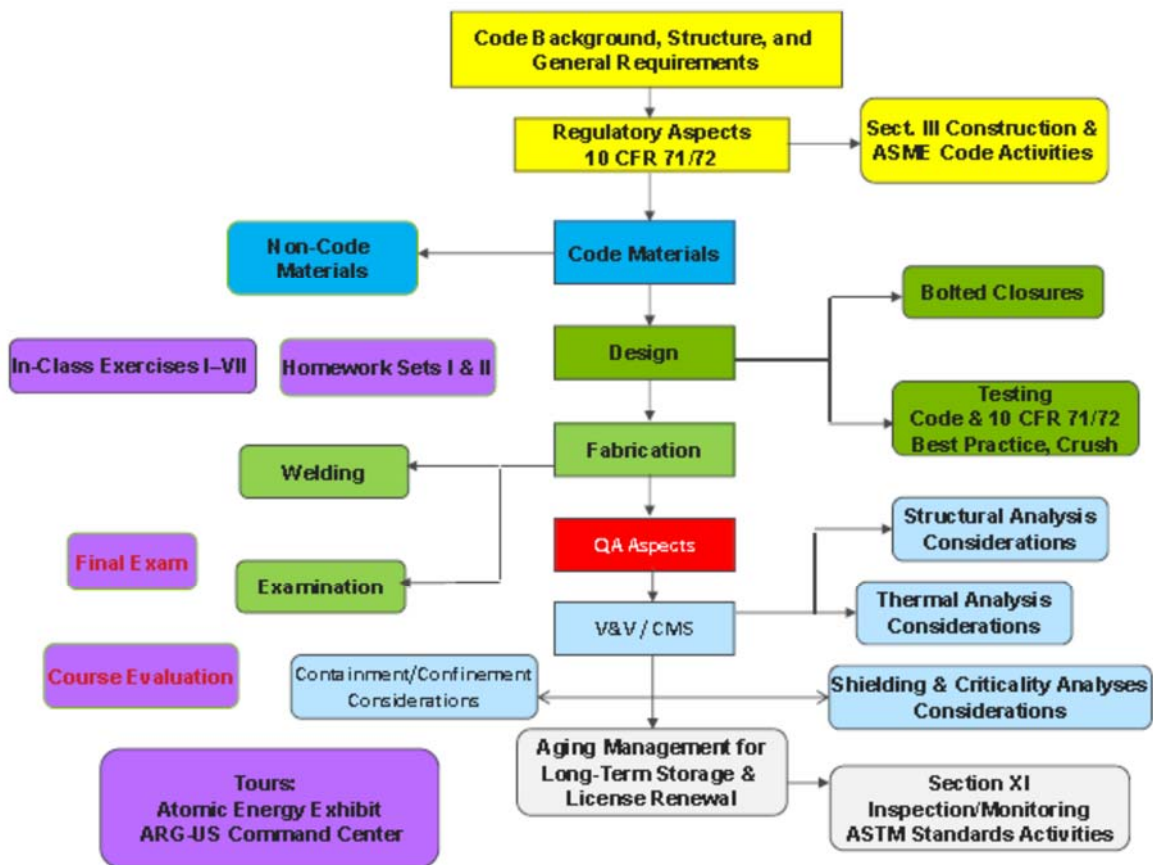 Code Background, Structure, and
General Requirements
Regulatory Aspects
10 CFR 71/72
Sect. III Construction &
ASME Code Activities
Non-Code
Materials
Code Materials
Bolted Closures
In-Class Exercises I–VII
Homework Sets I & II
Design
Testing
Code & 10 CFR 71/72
Best Practice, Crush
Fabrication
Welding
Structural Analysis
Considerations
QA Aspects
Final Exam
Examination
Thermal Analysis
Considerations
V&V / CMS
Course Evaluation
Containment/Confinement
Considerations
Shielding & Criticality Analyses
Considerations
Aging Management for
Long-Term Storage &
License Renewal
Tours:
Atomic Energy Exhibit
ARG-US Command Center
Section XI
Inspection/Monitoring
ASTM Standards Activities